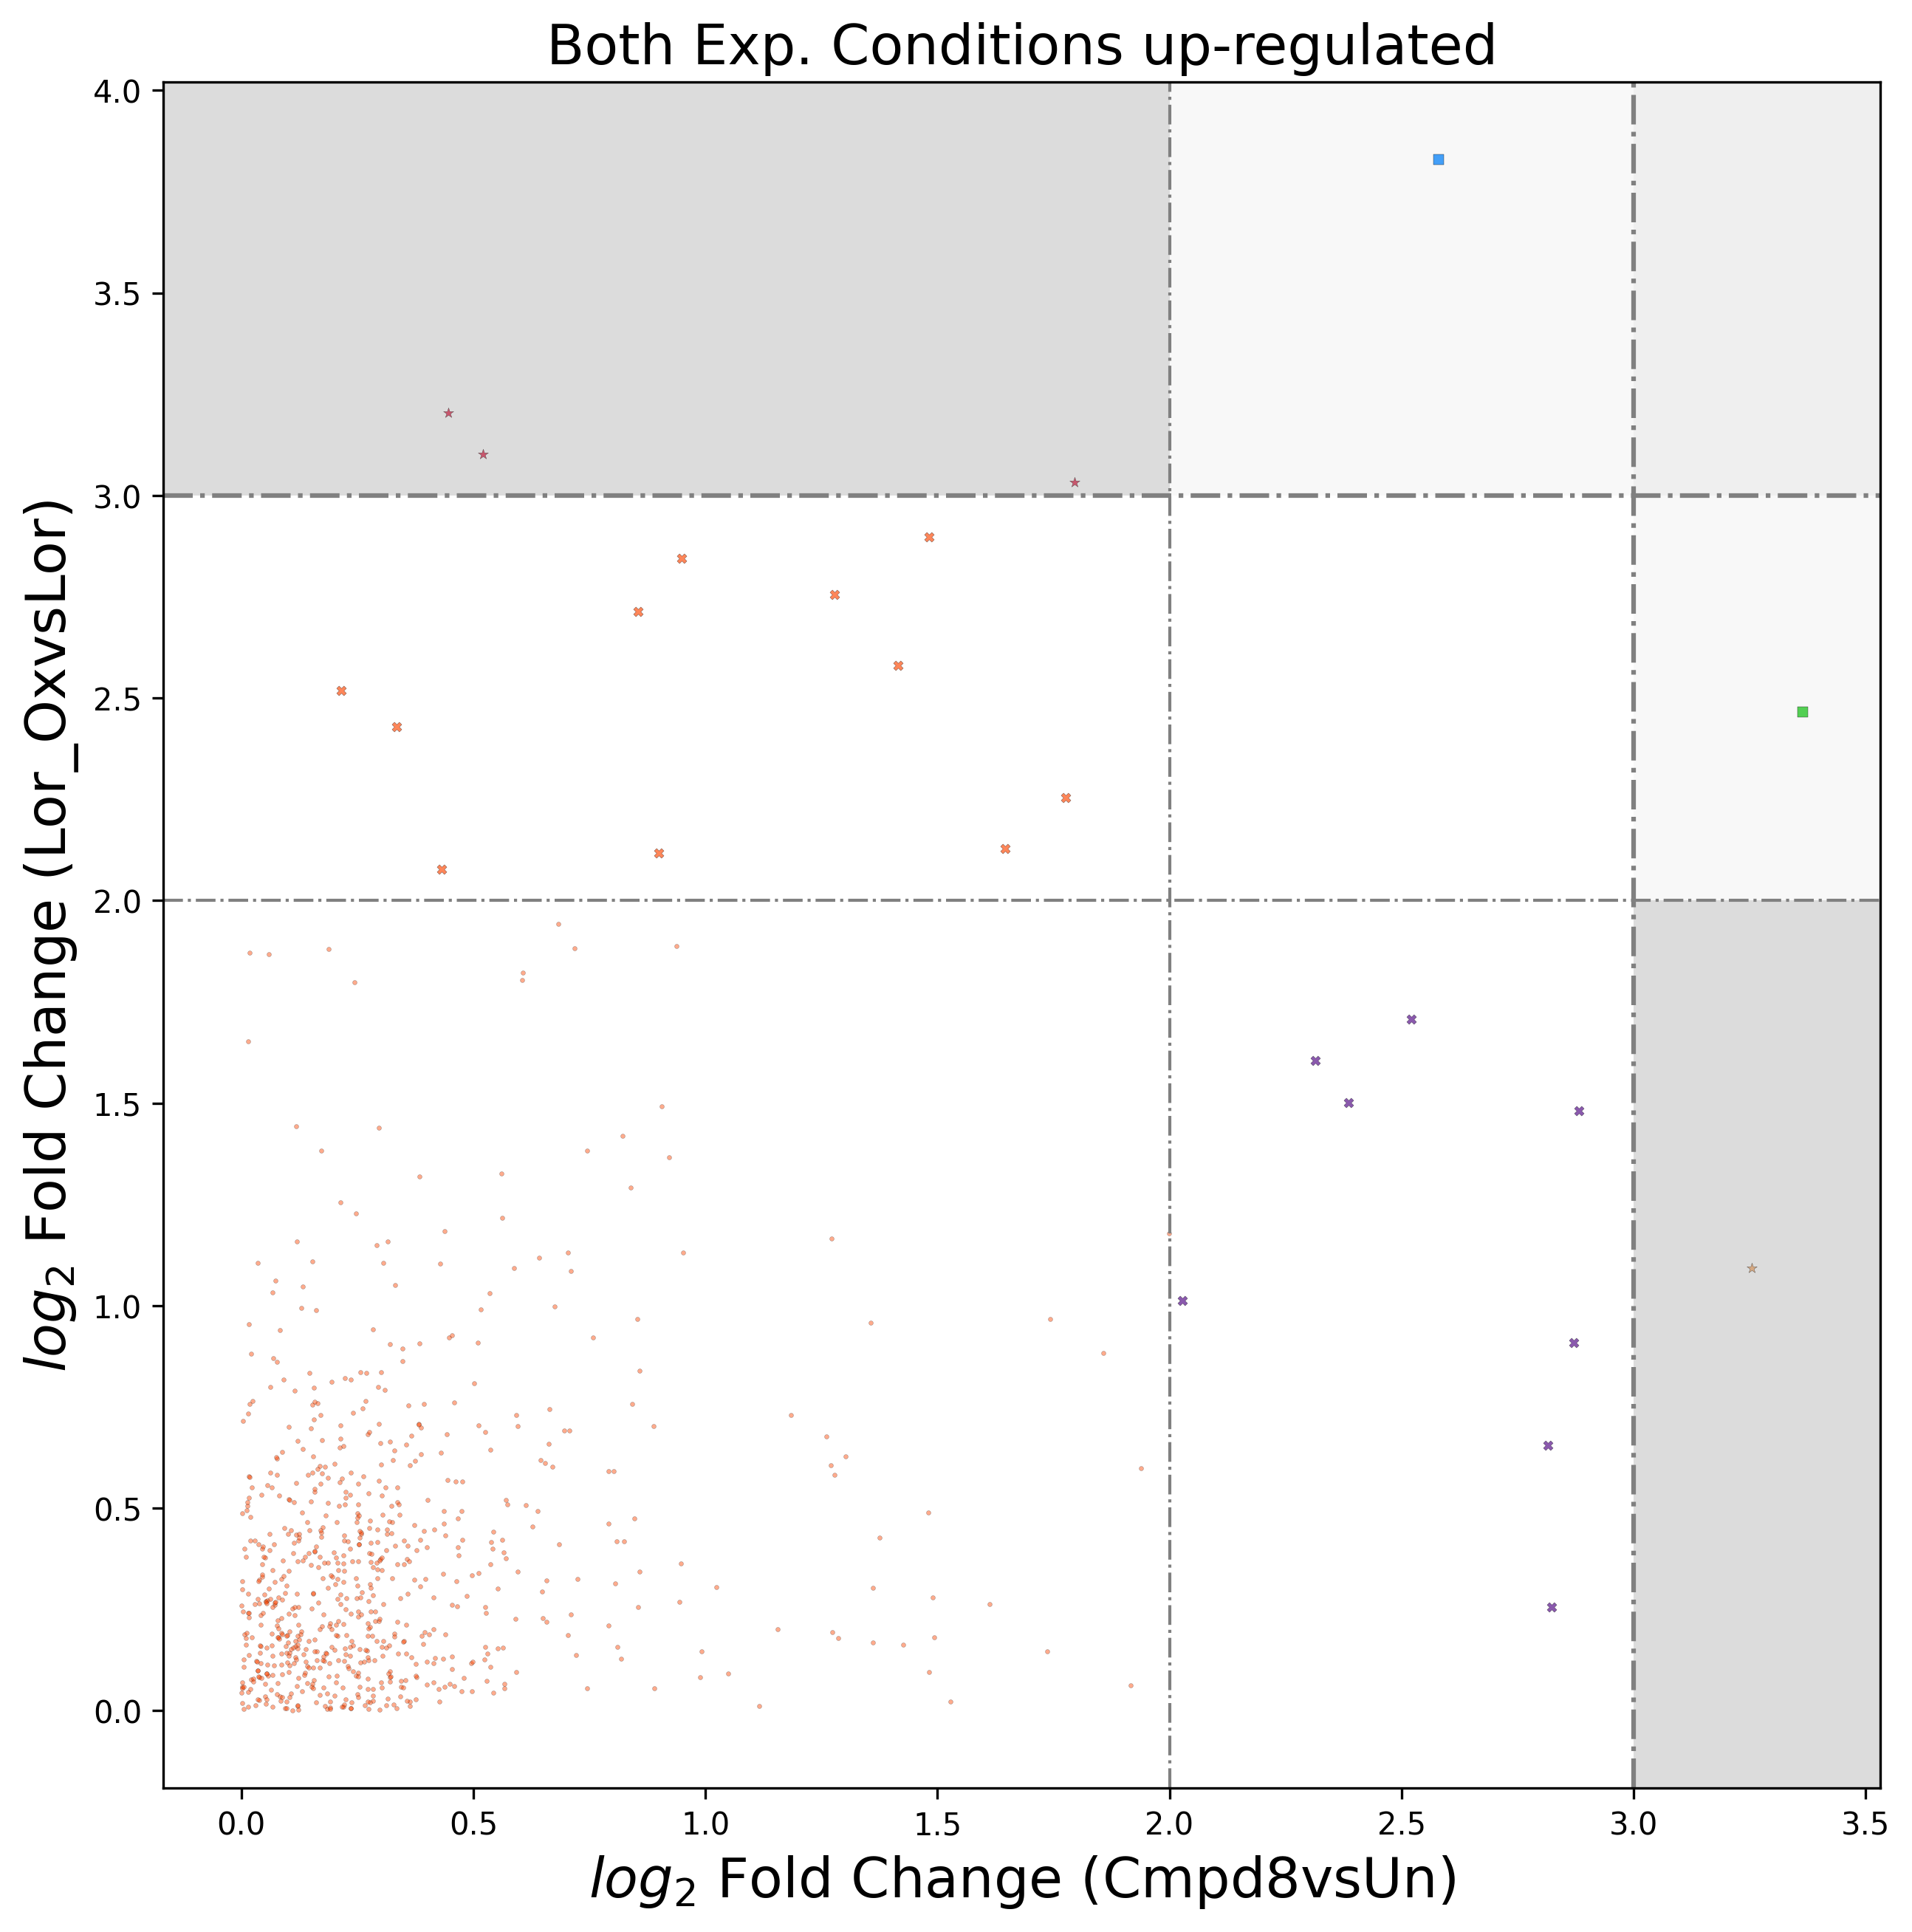 Both Exp. Conditions up-regulated
log2 Fold Change (Lor_OxvsLor)
4.0
3.5
3.0
2.5
2.0
1.5
1.0
0.5
0.0
0.0 0.5 1.0 1.5 2.0 2.5 3.0 3.5
log2 Fold Change (Cmpd8vsUn)